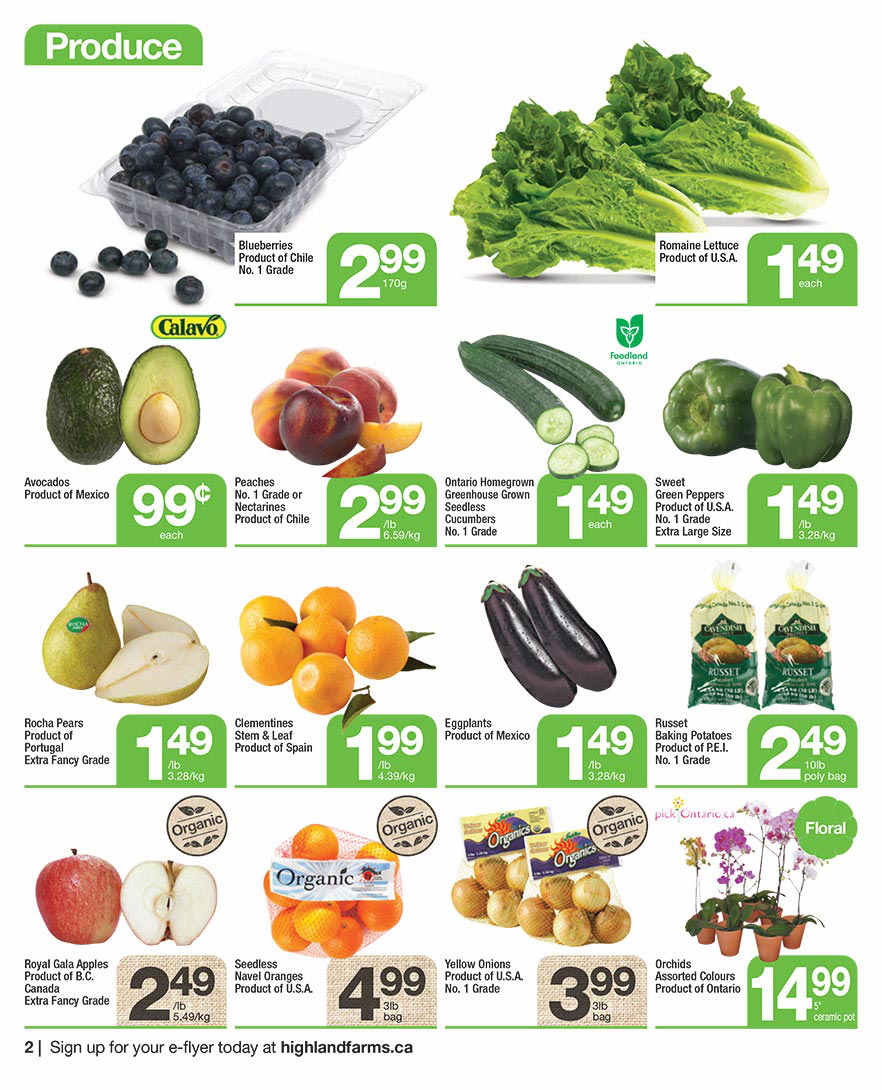 Produce
Blueberries
Product of Chile
No. 1 Grade
2.99
170g
Romaine Lettuce
Product of U.S.A.
1.49
each
Calavo
Avocados
Product of Mexico
99¢
each
Peaches
No. 1 Grade or
Nectarines
Product of Chile
2.99
/lb
6.59/kg
Foodland
ONTARIO
Ontario Homegrown
Greenhouse Grown
Seedless
Cucumbers
No. 1 Grade
1.49
each
Sweet
Green Peppers
Product of U.S.A.
No. 1 Grade
Extra Large Size
1.49
/lb
3.28/kg
ROCHA
Rocha Pears
Product of
Portugal
Extra Fancy Grade
1.49
/lb
3.28/kg
Clementines
Stem & Leaf
Product of Spain
1.99
/lb
4.39/kg
Eggplants
Product of Mexico
1.49
/lb
3.28/kg
CAVENDISH
RUSSET
CAVENDISH
RUSSET
Russet
Baking Potatoes
Product of P.E.I.
No. 1 Grade
2.49
10lb
poly bag
Organic
Royal Gala Apples
Product of B.C.
Canada
Extra Fancy Grade
2.49
/lb
5.49/kg
Organic
Organic
Seedless
Navel Oranges
Product of U.S.A.
4.99
3lb
bag
Organic
Organics
Organics
Yellow Onions
Product of U.S.A.
No. 1 Grade
3.99
3lb
bag
pickOntario.ca
Floral
Orchids
Asssorted Colours
Product of Ontario
14.99
5'
ceramic pot
2 | Sign up for your e-flyer today at highlandfarms.ca